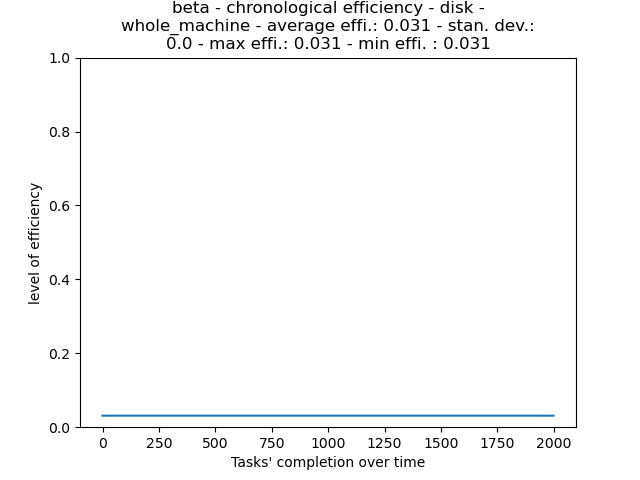 beta - chronological efficiency - disk -
whole_machine - average effi.: 0.031 - stan. dev.:
0.0 - max effi.: 0.031 - min effi. : 0.031
1.0
0.8
0.6
0.4
0.2
0.0
level of efficiency
0 250 500 750 1000 1250 1500 1750 2000
Tasks' completion over time